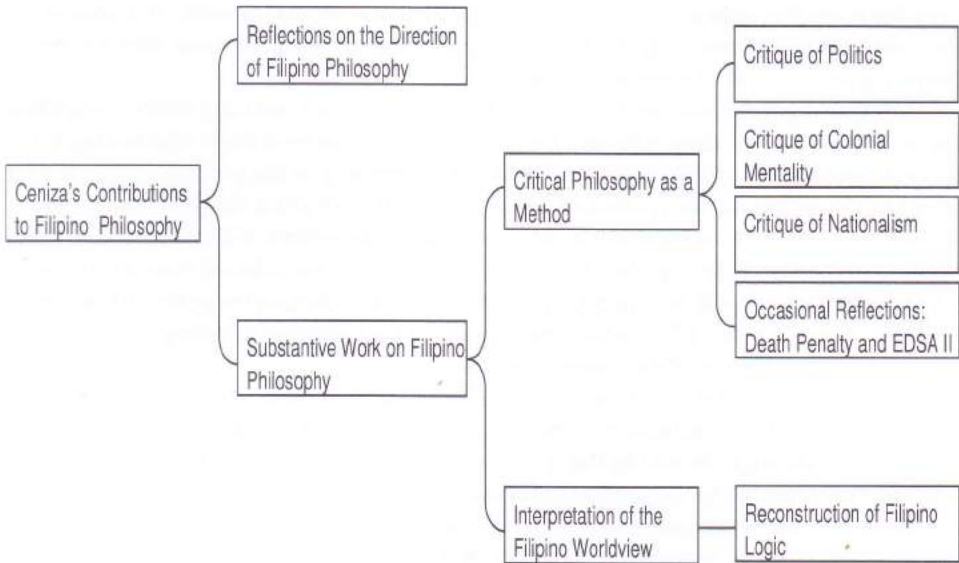 Reflections on the Direction
of Filipino Philosophy
Critique of Politics
Critique of Colonial
Mentality
Ceniza's Contributions
to Filipino Philosophy
Critical Philosophy as a
Method
Critique of Nationalism
Substantive Work on Filipino
Philosophy
Occasional Reflections:
Death Penalty and EDSA II
Interpretation of the
Filipino Worldview
Reconstruction of Filipino
Logic